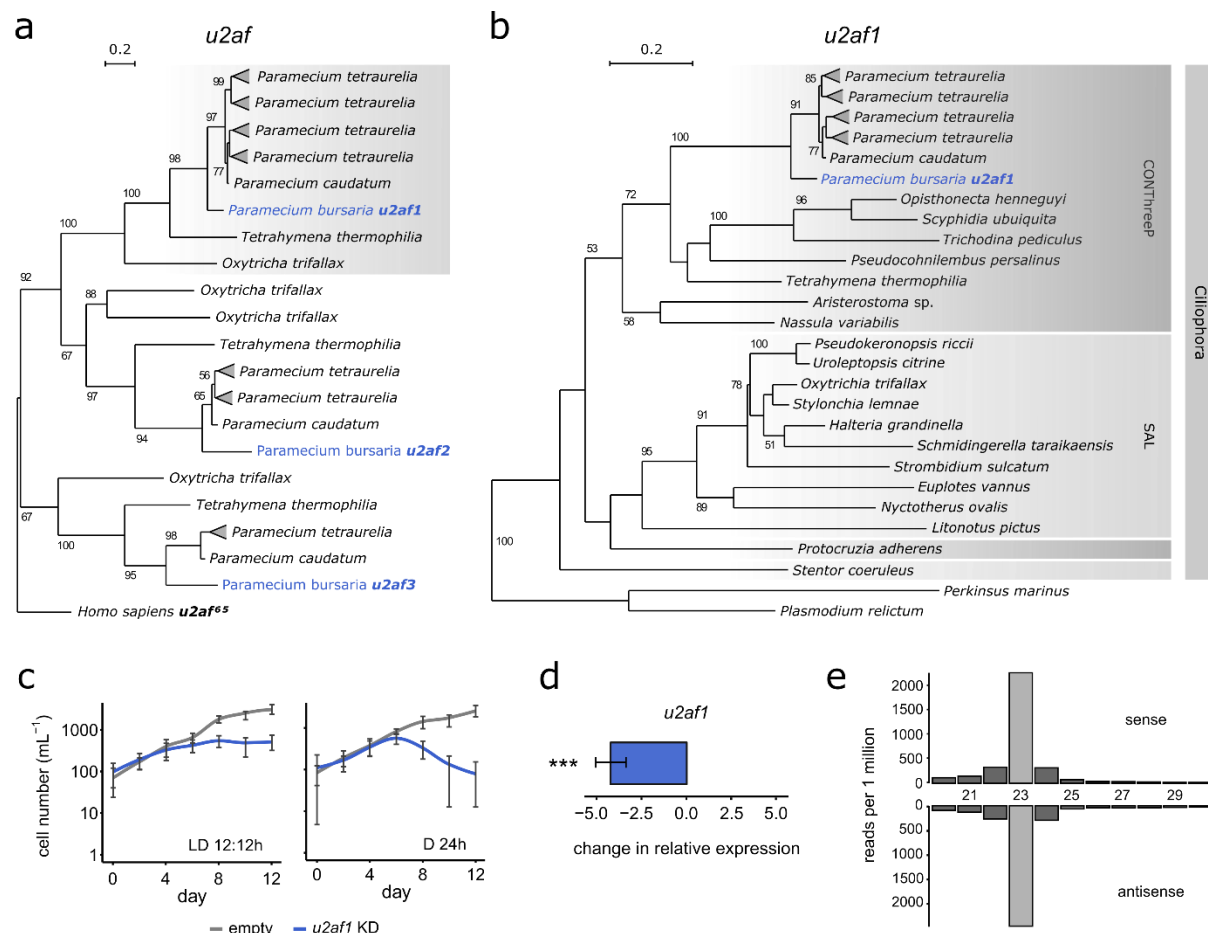 a
u2af
0.2
99
Paramecium tetraurelia
Paramecium tetraurelia
97
Paramecium tetraurelia
98
Paramecium tetraurelia
77
Paramecium caudatum
100
Paramecium bursaria u2af1
100
Tetrahymena thermophilia
Oxytricha trifallax
92
88
Oxytricha trifallax
Oxytricha trifallax
67
Tetrahymena thermophilia
56
Paramecium tetraurelia
97
65
Paramecium tetraurelia
Paramecium caudatum
94
Paramecium bursaria u2af2
Oxytricha trifallax
67
Tetrahymena thermophilia
100
98
Paramecium tetraurelia
Paramecium caudatum
95
Paramecium bursaria u2af3
Homo sapiens u2af65
b
u2af1
0.2
85
Paramecium tetraurelia
Paramecium tetraurelia
91
Paramecium tetraurelia
100
Paramecium tetraurelia
77
Paramecium caudatum
Paramecium bursaria u2af1
72
96
Opisthonecta henneguyi
100
Scyphidia ubuiquita
Trichodina pediculus
53
Pseudocohnilembus persalinus
Tetrahymena thermophilia
Aristerostoma sp.
58
Nassula variabilis
CONThreeP
100
Pseudokeronopsis riccii
Uroleptopsis citrine
78
Oxytrichia trifallax
Stylonchia lemnae
91
Halteria grandinella
51
Schmidingerella taraikaensis
95
Strombidium sulcatum
Euplotes vannus
89
Nyctotherus ovalis
Litonotus pictus
SAL
Protocruzia adherens
100
Stentor coeruleus
Ciliophora
Perkinsus marinus
Plasmodium relictum
c
cell number (mL−1)
1000
100
10
1
LD 12:12h
D 24h
0 4 8 12
0 4 8 12
day
day
empty u2af1 KD
d
u2af1
***
−5.0 −2.5 0.0 2.5 5.0
change in relative expression
e
reads per 1 million
2000
1500
1000
500
0
sense
21 23 25 27 29
0
500
1000
1500
2000
antisense